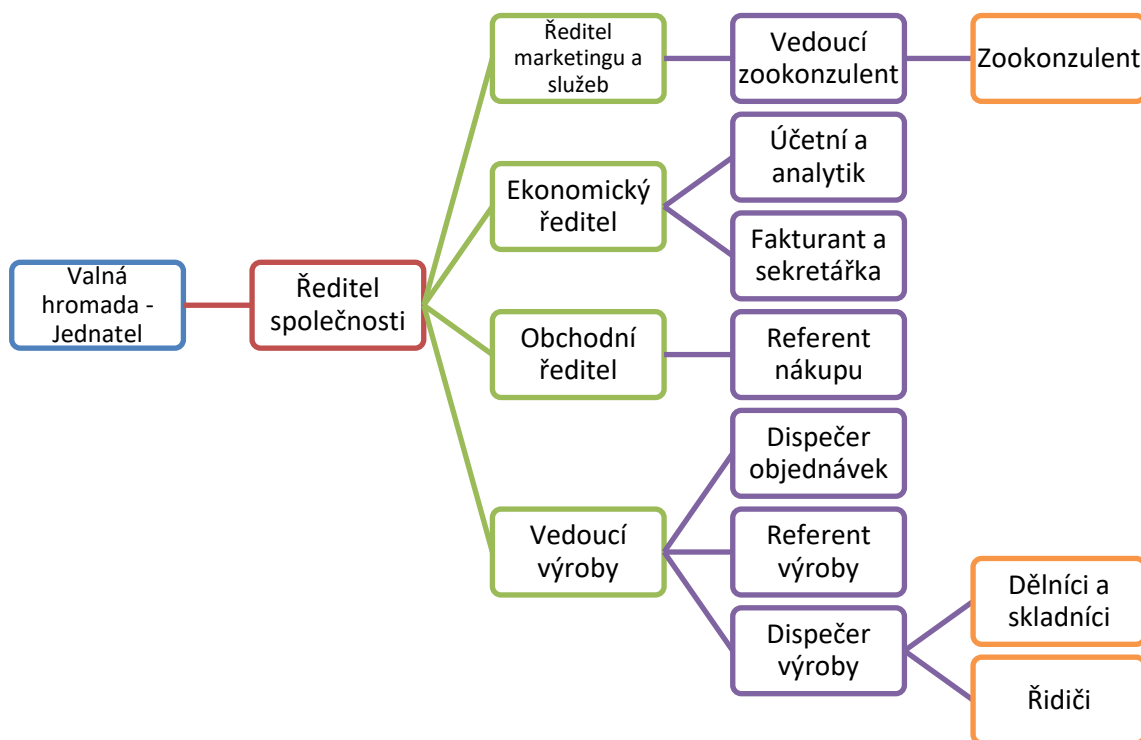 Ředitel
marketingu a
služeb
Vedoucí
zookonzulent
Zookonzulent
Účetní a
analytik
Ekonomický
ředitel
Fakturant a
sekretářka
Valná
hromada -
Jednatel
Ředitel
společnosti
Obchodní
ředitel
Referent
nákupu
Dispečer
objednávek
Vedoucí
výroby
Referent
výroby
Dispečer
výroby
Dělníci a
skladníci
Řidiči